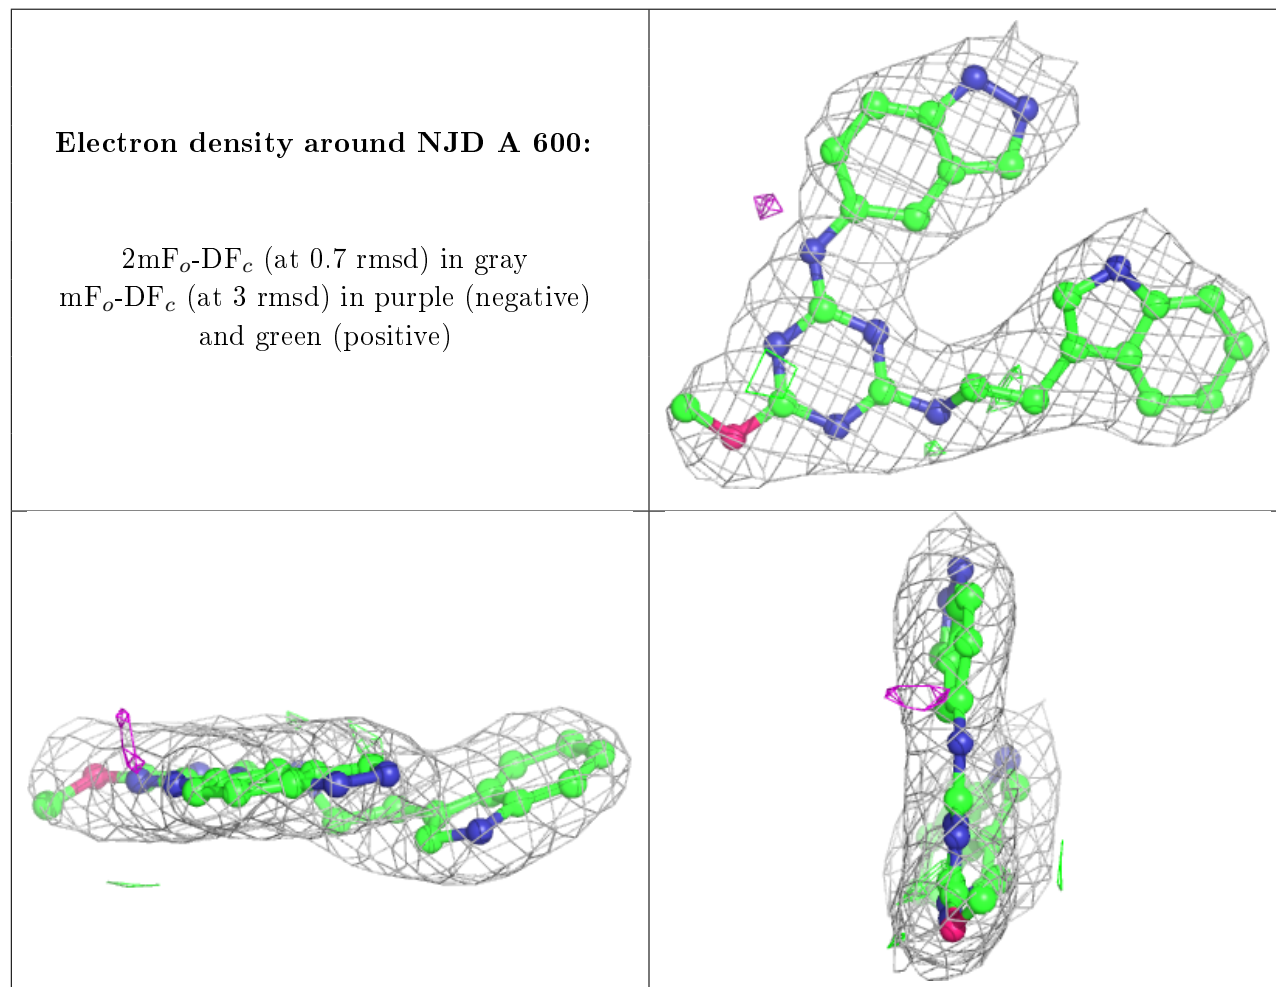 Electron density around NJD A 600:
2mFₒ-DF𝒸 (at 0.7 rmsd) in gray
mFₒ-DF𝒸 (at 3 rmsd) in purple (negative)
and green (positive)